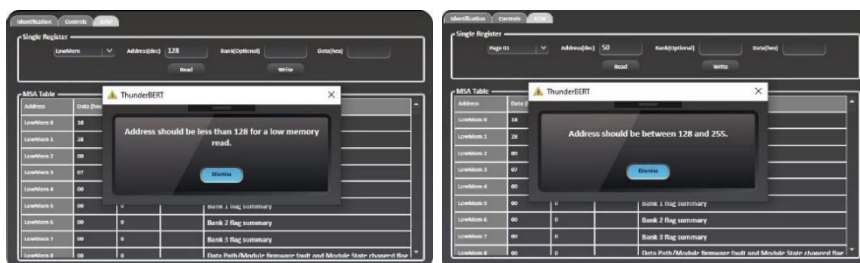 Identification Controls
Single Register
LowMem Address(dec) 128 Bank(Optional) Data(hex)
Read Write
MSA Table
Address Data (hex)
LowMem 0 18
LowMem 1 28
LowMem 2 00
LowMem 3 07
LowMem 4 00
LowMem 5 00 0 Bank 1 flag summary
LowMem 6 00 0 Bank 2 flag summary
LowMem 7 00 0 Bank 3 flag summary
LowMem 8 00 0 Data Path/Module firmware fault and Module State changed flag
ThunderBERT
Address should be less than 128 for a low memory
read.
Dismiss
Identification Controls
Single Register
Page 01 Address(dec) 50 Bank(Optional) Data(hex)
Read Write
MSA Table
Address Data
LowMem 0 18
LowMem 1 28
LowMem 2 00
LowMem 3 07
LowMem 4 00
LowMem 5 00 0 Bank 1 flag summary
LowMem 6 00 0 Bank 2 flag summary
LowMem 7 00 0 Bank 3 flag summary
LowMem 8 00 0 Data Path/Module firmware fault and Module State changed flag
ThunderBERT
Address should be between 128 and 255.
Dismiss